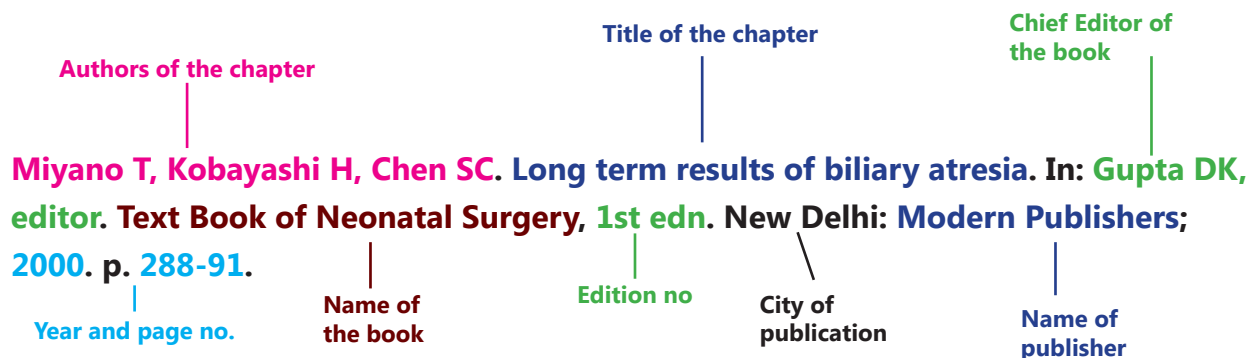 Title of the chapter
Chief Editor of
the book
Authors of the chapter
Miyano T, Kobayashi H, Chen SC. Long term results of biliary atresia. In: Gupta DK,
editor. Text Book of Neonatal Surgery, 1st edn. New Delhi: Modern Publishers;
2000. p. 288-91.
Year and page no.
Name of
the book
Edition no
City of
publication
Name of
publisher